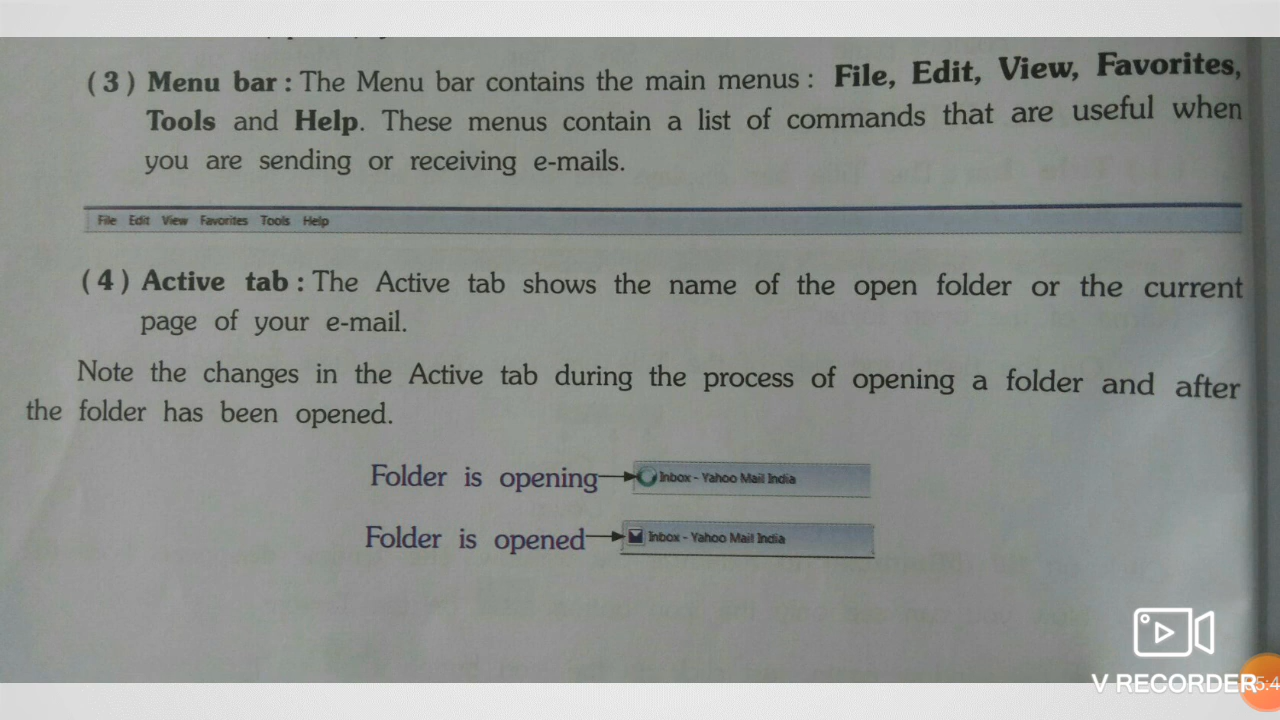 (3) Menu bar : The Menu bar contains the main menus : File, Edit, View, Favorites,
Tools and Help. These menus contain a list of commands that are useful when
you are sending or receiving e-mails.
File Edit View Favorites Tools Help
(4) Active tab : The Active tab shows the name of the open folder or the current
page of your e-mail.
Note the changes in the Active tab during the process of opening a folder and after
the folder has been opened.
Folder is opening Inbox - Yahoo Mail India
Folder is opened Inbox - Yahoo Mail India
V RECORDER